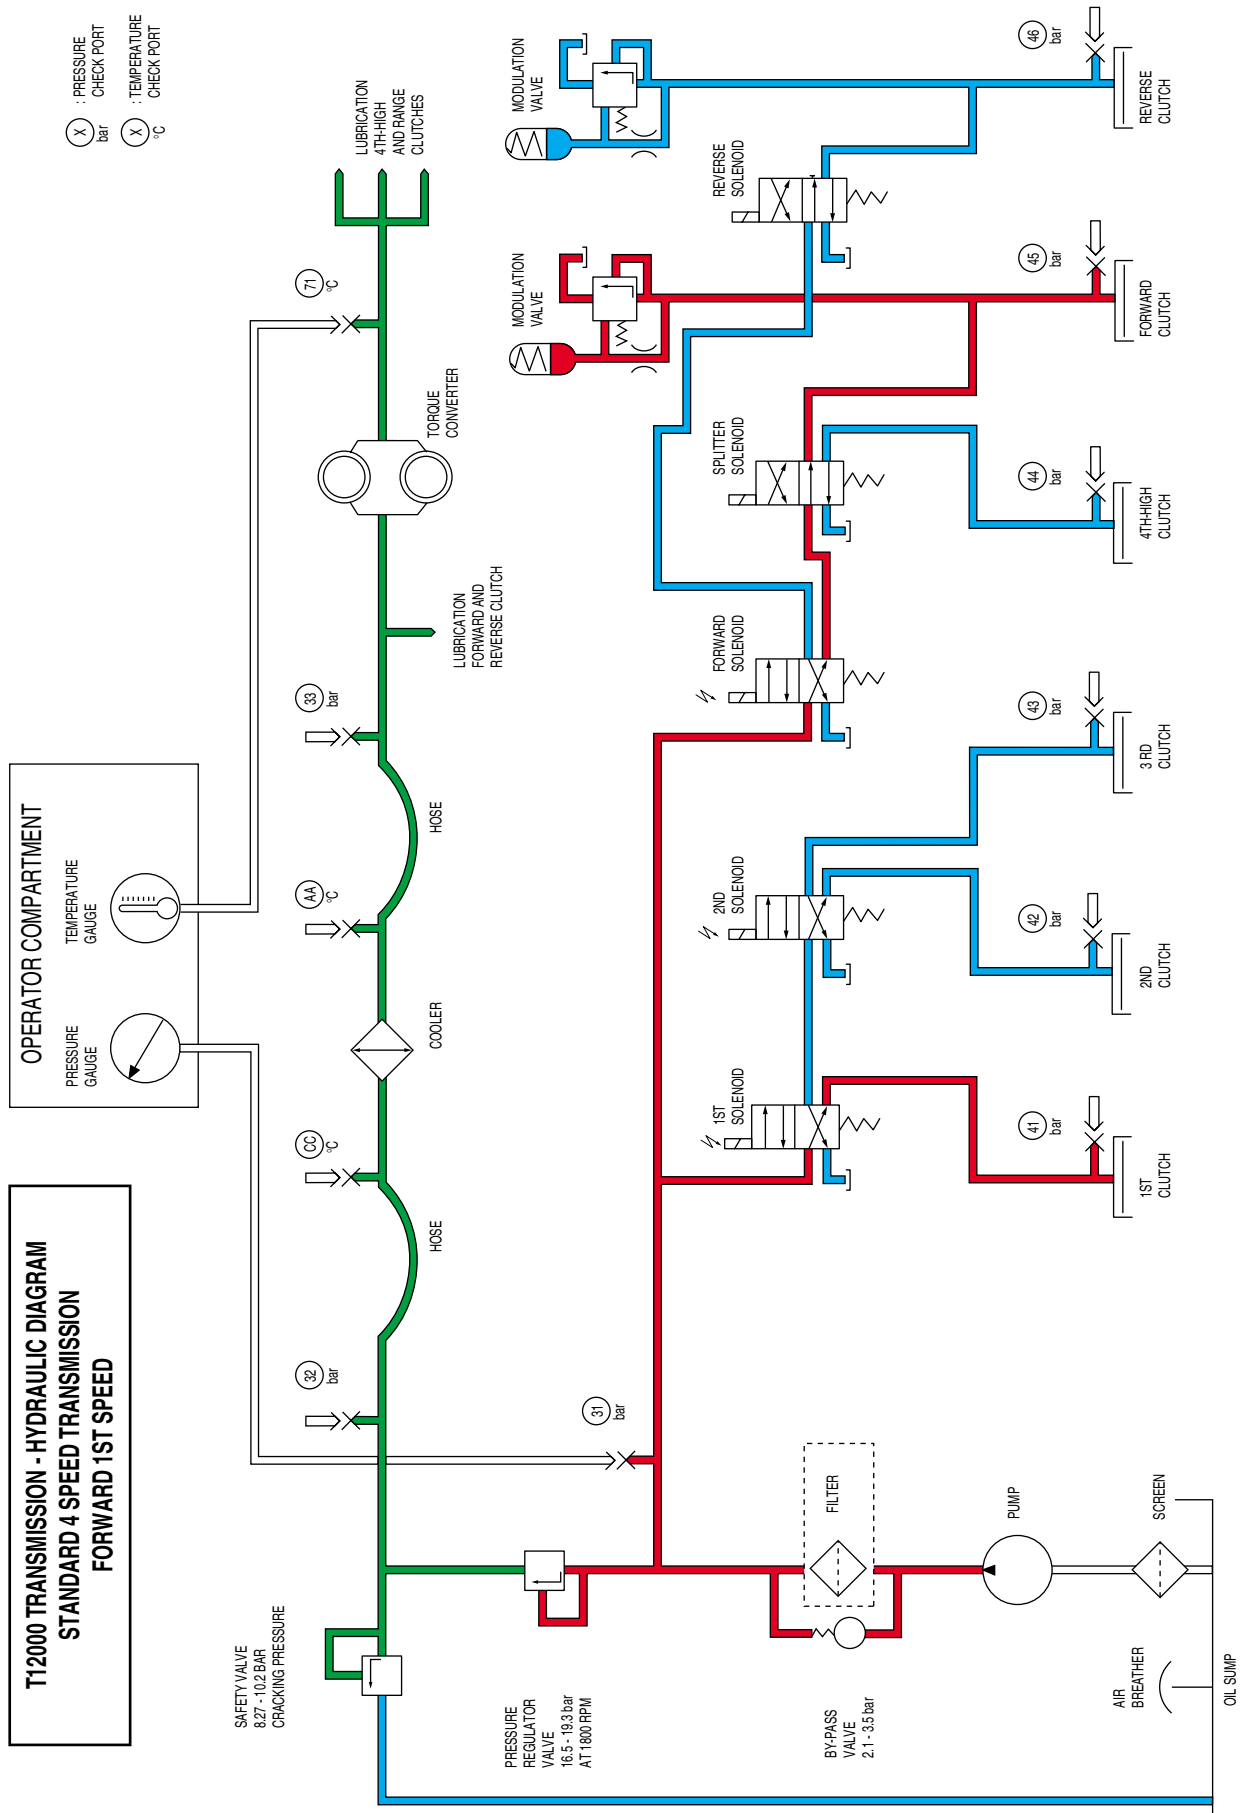 T12000 TRANSMISSION - HYDRAULIC DIAGRAM
STANDARD 4 SPEED TRANSMISSION
FORWARD 1ST SPEED
OPERATOR COMPARTMENT
PRESSURE
GAUGE
TEMPERATURE
GAUGE
X
bar
: PRESSURE
CHECK PORT
X
°C
: TEMPERATURE
CHECK PORT
SAFETY VALVE
8.27 - 10.2 BAR
CRACKING PRESSURE
32
bar
HOSE
CC
°C
COOLER
AA
°C
HOSE
33
bar
LUBRICATION
FORWARD AND
REVERSE CLUTCH
TORQUE
CONVERTER
71
°C
LUBRICATION
4TH-HIGH
AND RANGE
CLUTCHES
PRESSURE
REGULATOR
VALVE
16.5 - 19.3 bar
AT 1800 RPM
31
bar
MODULATION
VALVE
MODULATION
VALVE
1ST
SOLENOID
2ND
SOLENOID
FORWARD
SOLENOID
SPLITTER
SOLENOID
REVERSE
SOLENOID
BY-PASS
VALVE
2.1 - 3.5 bar
FILTER
PUMP
41
bar
42
bar
43
bar
44
bar
45
bar
46
bar
AIR
BREATHER
SCREEN
1ST
CLUTCH
2ND
CLUTCH
3 RD
CLUTCH
4TH-HIGH
CLUTCH
FORWARD
CLUTCH
REVERSE
CLUTCH
OIL SUMP